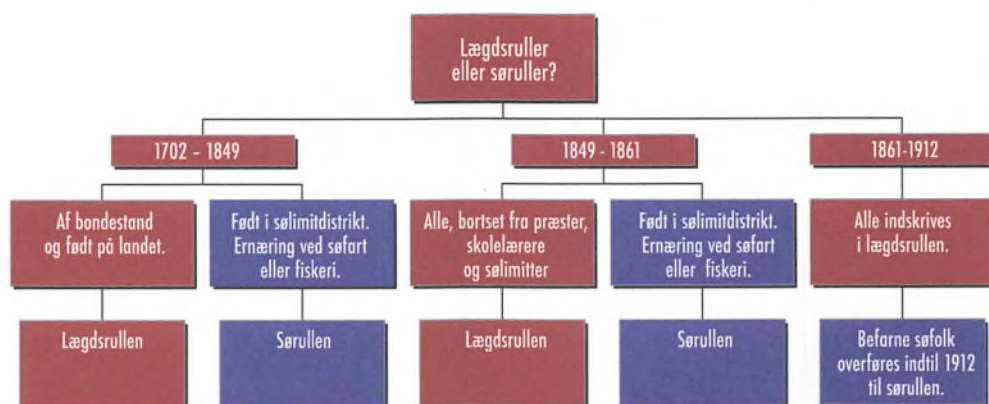 Lægdsruller
eller søruller?
1702 – 1849
1849 - 1861
1861-1912
Af bondestand
og født på landet.
Født i sølimitdistrikt.
Ernæring ved søfart
eller fiskeri.
Alle, bortset fra præster,
skolelærere
og sølimitter
Født i sølimitdistrikt.
Ernæring ved søfart
eller fiskeri.
Alle indskrives
i lægdsrullen.
Lægdsrullen
Sørullen
Lægdsrullen
Sørullen
Befarne søfolk
overføres indtil 1912
til sørullen.